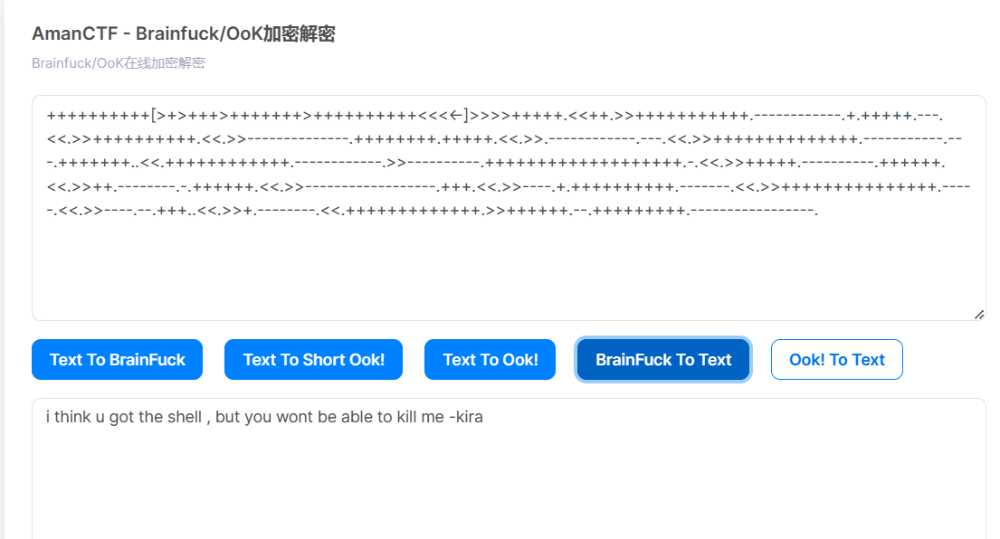 AmanCTF - Brainfuck/OoK加密解密
Brainfuck/OoK在线加密解密
++++++++++[>+>+++>+++++++>++++++++++<<<<-]>>>>+++++.<<++.>>+++++++++++.------------.+.+++++.---.
<<.>>++++++++++.<<.>>--------------.++++++++.+++++.<<.>>.------------.---.<<.>>++++++++++++++.-----------.--
-.+++++++..<<.++++++++++++.------------.>>----------.+++++++++++++++++++.-.<<.>>+++++.----------.++++++.
<<.>>++.--------.-.++++++.<<.>>------------------.+++.<<.>>----.+.++++++++++.-------.<<.>>+++++++++++++++.----
-.<<.>>----.--.+++..<<.>>+.--------.<<.+++++++++++++.>>++++++.--.+++++++++.-----------------.
Text To BrainFuck Text To Short Ook! Text To Ook! BrainFuck To Text Ook! To Text
i think u got the shell , but you wont be able to kill me -kira